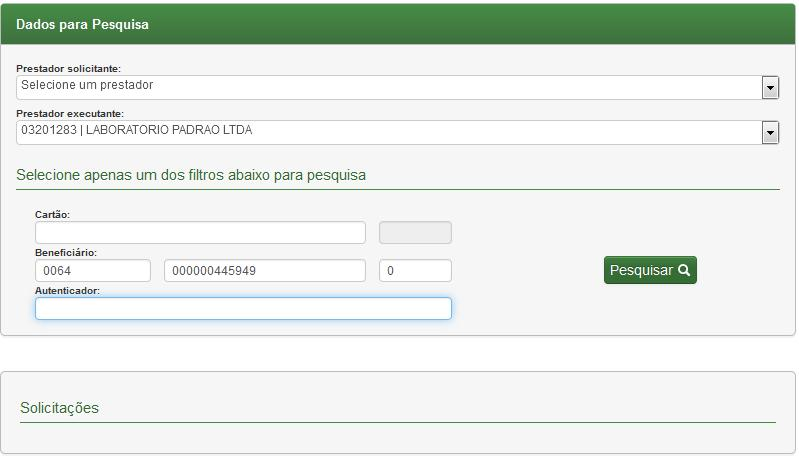 Dados para Pesquisa
Prestador solicitante:
Selecione um prestador
Prestador executante:
03201283 | LABORATORIO PADRAO LTDA
Selecione apenas um dos filtros abaixo para pesquisa
Cartão:
Beneficiário:
0064 000000445949 0
Pesquisar
Autenticador:
Solicitações